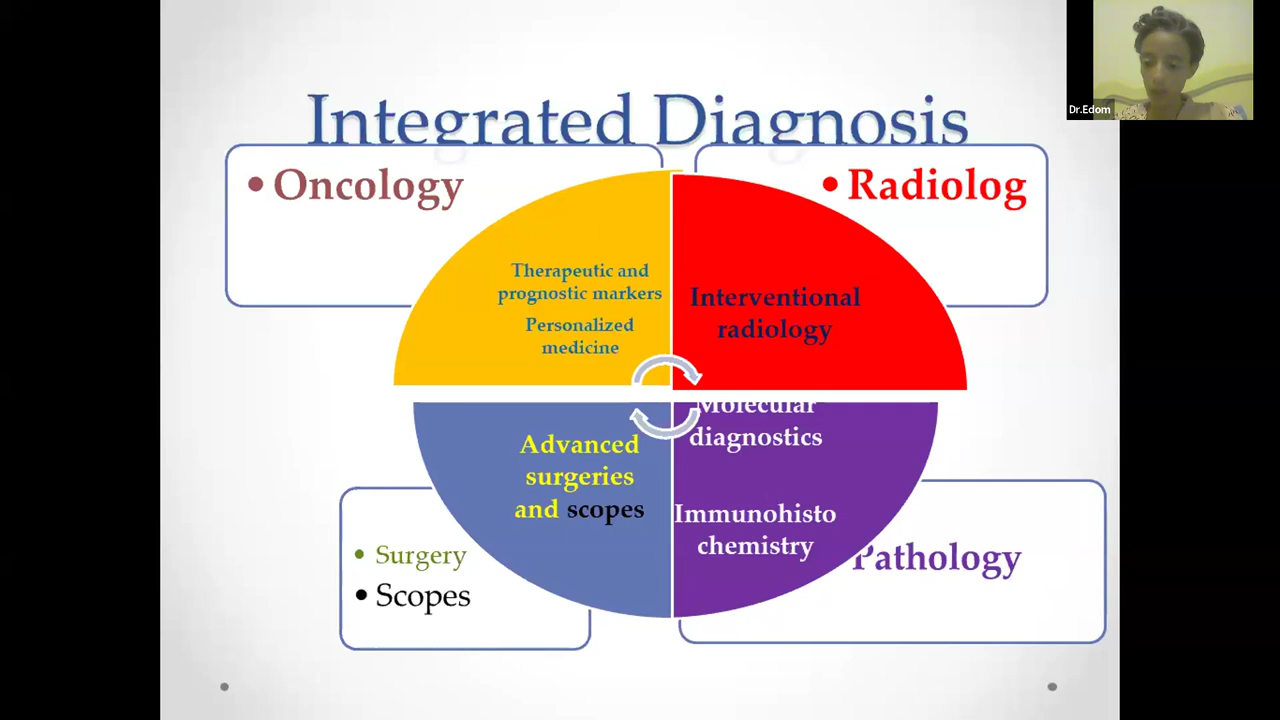 Dr.Edom
Integrated Diagnosis
• Oncology
• Radiolog
Therapeutic and
prognostic markers
Personalized
medicine
Interventional
radiology
Advanced
surgeries
and scopes
Molecular
diagnostics
Immunohisto
chemistry
• Surgery
• Scopes
Pathology